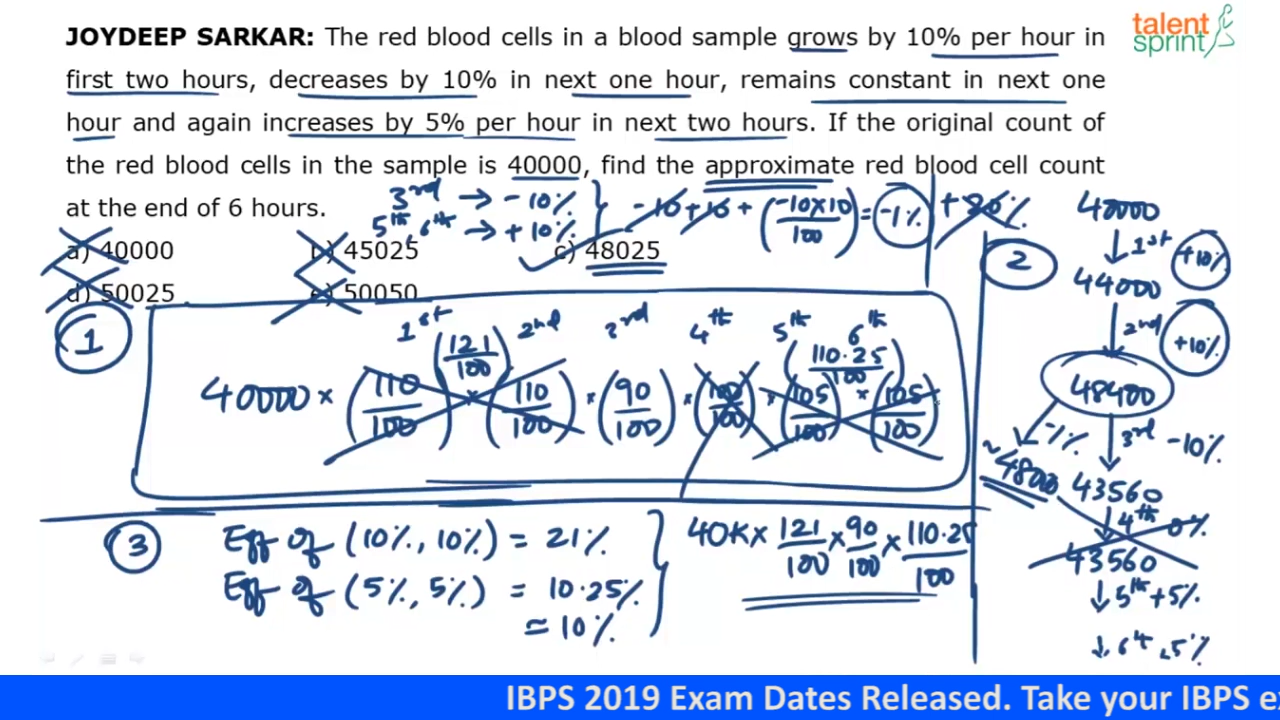 JOYDEEP SARKAR: The red blood cells in a blood sample grows by 10% per hour in
first two hours, decreases by 10% in next one hour, remains constant in next one
hour and again increases by 5% per hour in next two hours. If the original count of
the red blood cells in the sample is 40000, find the approximate red blood cell count
at the end of 6 hours.
talent
sprint
a) 40000
b) 45025
c) 48025
d) 50025
e) 50050
3rd → -10%
5th, 6th → +10%
-10 + 10 + (-10×10/100) = -1%
+20%
1
1st 2nd 3rd 4th 5th 6th
(121/100) (110.25/100)
40000 × (110/100) × (110/100) × (90/100) × (100/100) × (105/100) × (105/100)
2
40000
↓ 1st +10%
44000
↓ 2nd +10%
48400
-1%
~4800
↓ 3rd -10%
43560
↓ 4th 0%
43560
↓ 5th +5%
↓ 6th 5%
3
Eff of (10%, 10%) = 21%
Eff of (5%, 5%) = 10.25%
≃ 10%
40K × 121/100 × 90/100 × 110.25/100
IBPS 2019 Exam Dates Released. Take your IBPS